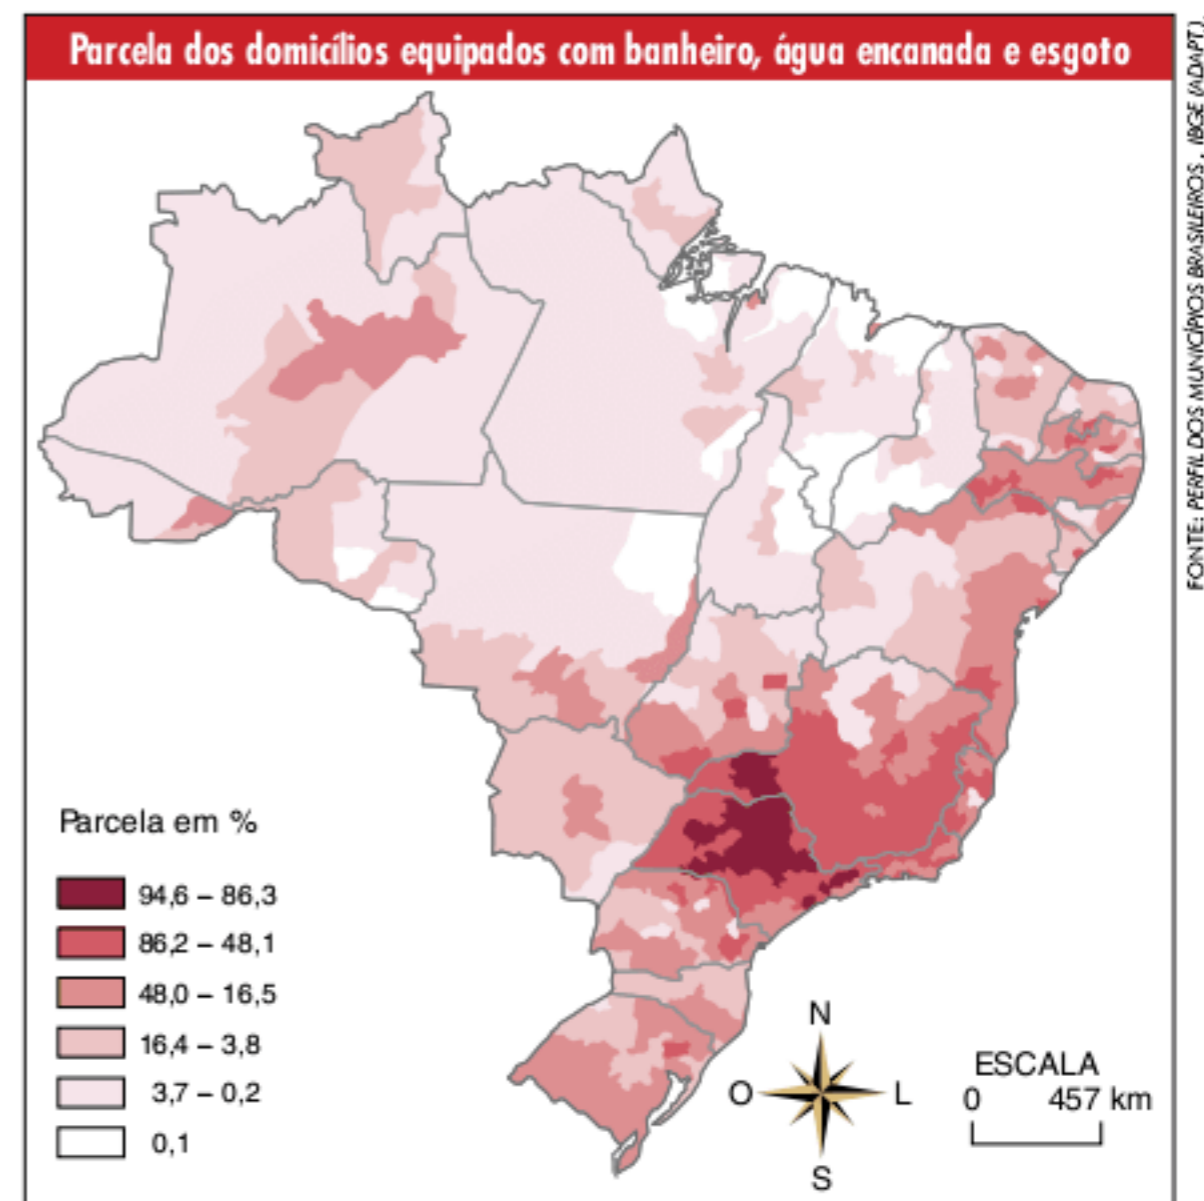 Parcela dos domicílios equipados com banheiro, água encanada e esgoto
FONTE: PERFIL DOS MUNICÍPIOS BRASILEIROS , IBGE (ADAPT.).
Parcela em %
94,6 – 86,3
86,2 – 48,1
48,0 – 16,5
16,4 – 3,8
3,7 – 0,2
0,1
N
O
L
S
ESCALA
0 457 km